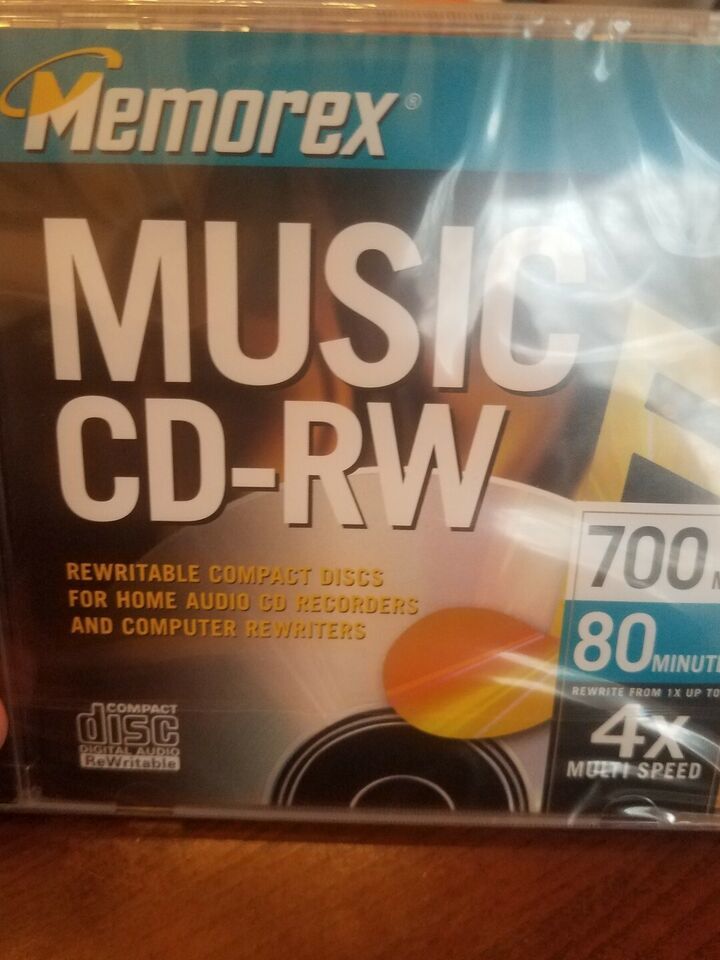 Memorex®
MUSIC
CD-RW
REWRITABLE COMPACT DISCS
FOR HOME AUDIO CD RECORDERS
AND COMPUTER REWRITERS
COMPACT
disc
DIGITAL AUDIO
ReWritable
700
80 MINUT
REWRITE FROM 1X UP TO
4x
MULTI SPEED